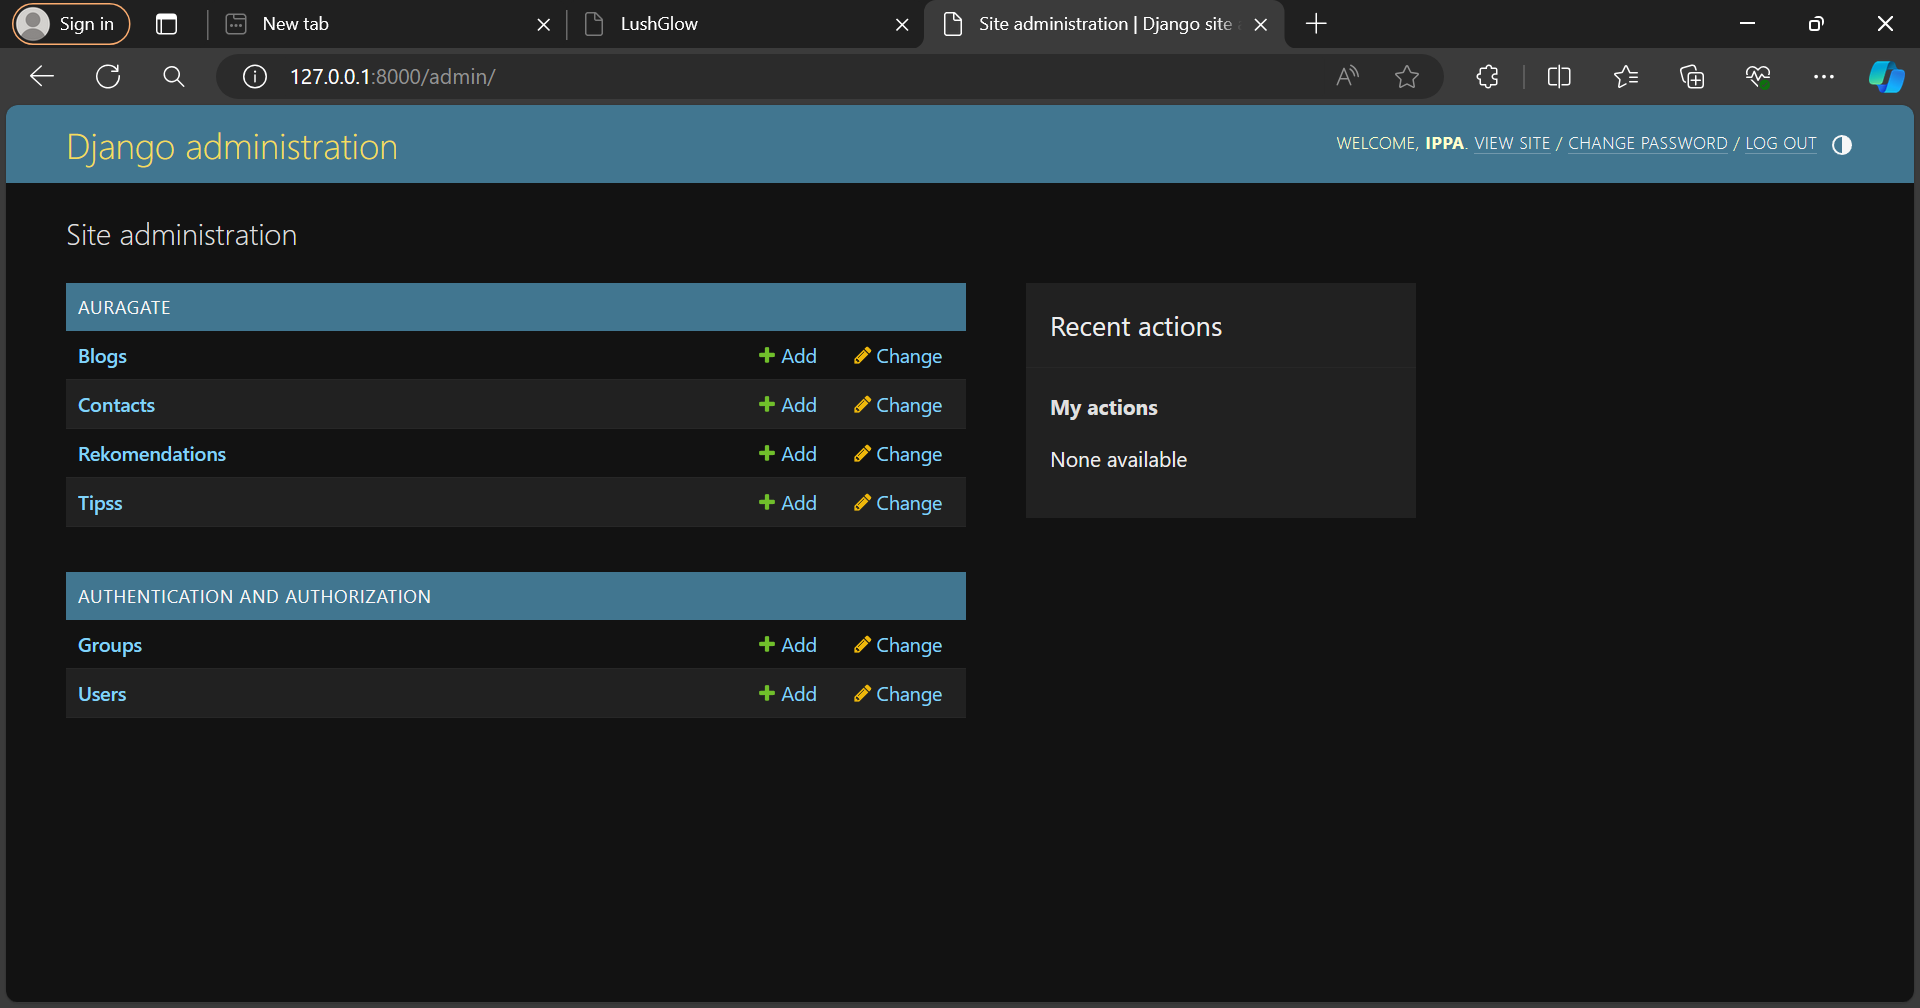 Sign in
New tab
LushGlow
Site administration | Django site
127.0.0.1:8000/admin/
Django administration
WELCOME, IPPA. VIEW SITE / CHANGE PASSWORD / LOG OUT
Site administration
AURAGATE
Blogs Add Change
Contacts Add Change
Rekomendations Add Change
Tipss Add Change
AUTHENTICATION AND AUTHORIZATION
Groups Add Change
Users Add Change
Recent actions
My actions
None available